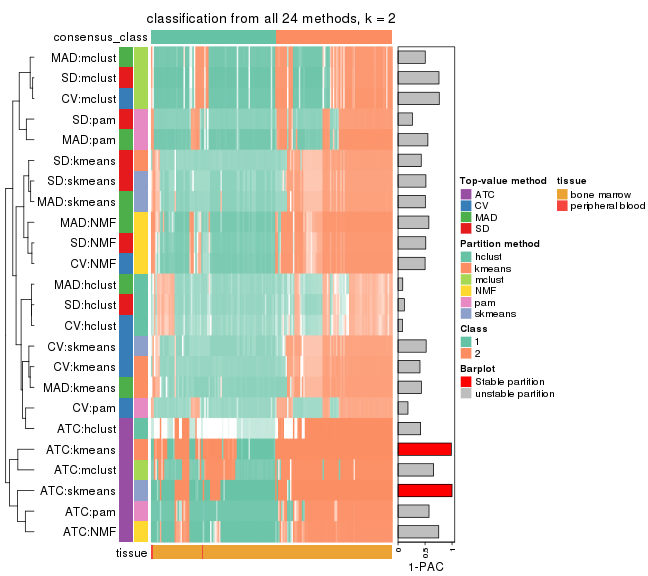 classification from all 24 methods, k = 2
consensus_class
MAD:mclust
SD:mclust
CV:mclust
SD:pam
MAD:pam
SD:kmeans
SD:skmeans
MAD:skmeans
MAD:NMF
SD:NMF
CV:NMF
MAD:hclust
SD:hclust
CV:hclust
CV:skmeans
CV:kmeans
MAD:kmeans
CV:pam
ATC:hclust
ATC:kmeans
ATC:mclust
ATC:skmeans
ATC:pam
ATC:NMF
tissue
0
0.5
1
1-PAC
Top-value method
ATC
CV
MAD
SD
Partition method
hclust
kmeans
mclust
NMF
pam
skmeans
Class
1
2
Barplot
Stable partition
unstable partition
tissue
bone marrow
peripheral blood